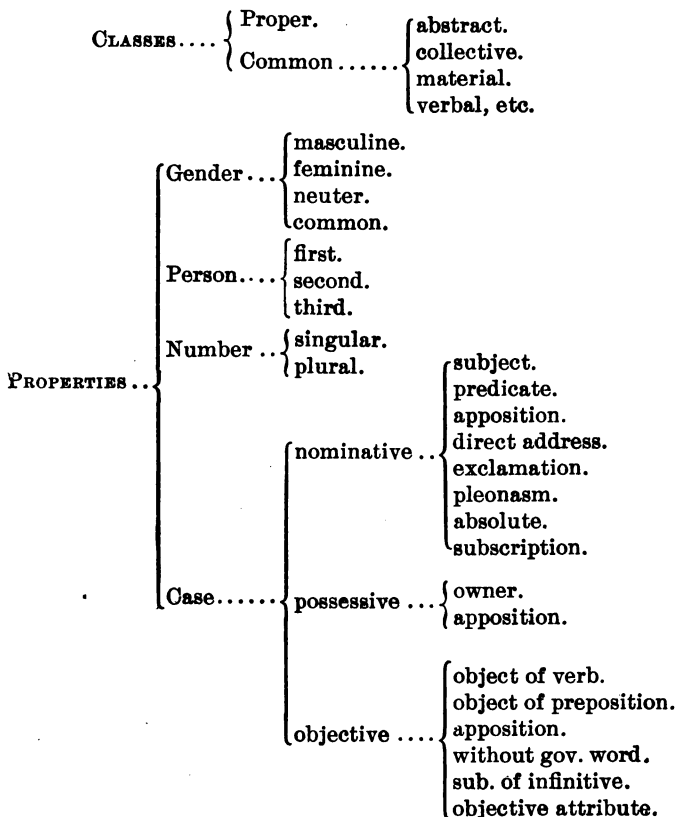 CLASSES.... Proper.
Common ......
abstract.
collective.
material.
verbal, etc.
PROPERTIES ..
Gender ...
masculine.
feminine.
neuter.
common.
Person....
first.
second.
third.
Number ..
singular.
plural.
Case......
nominative ..
subject.
predicate.
apposition.
direct address.
exclamation.
pleonasm.
absolute.
subscription.
possessive ...
owner.
apposition.
objective ....
object of verb.
object of preposition.
apposition.
without gov. word.
sub. of infinitive.
objective attribute.